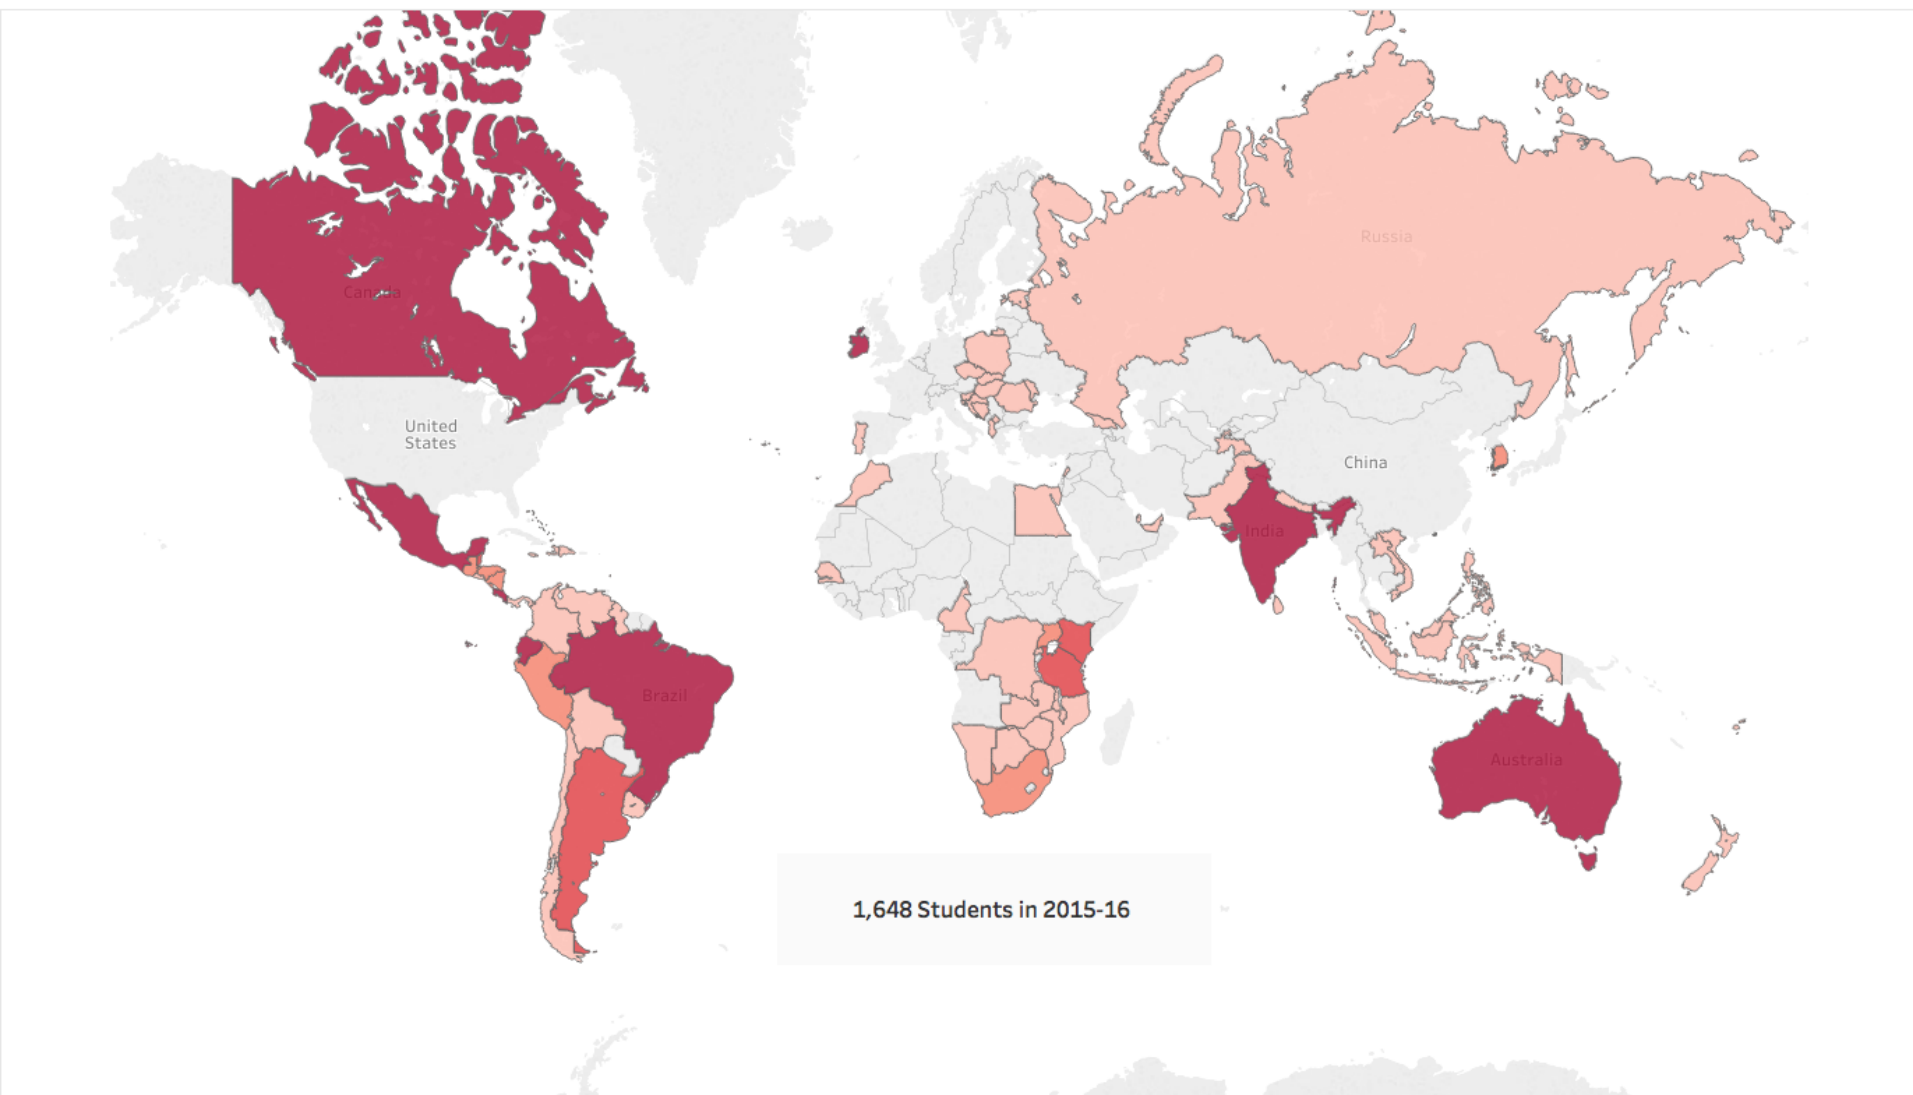 Russia
Canada
United
States
China
India
Brazil
Australia
1,648 Students in 2015-16